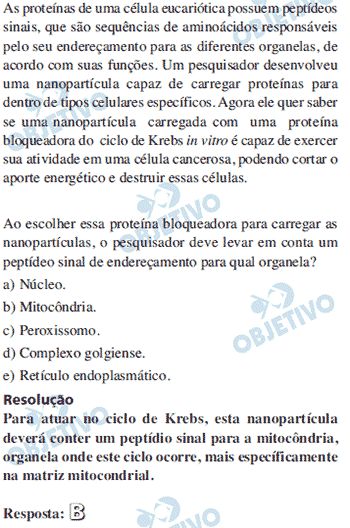 As proteínas de uma célula eucariótica possuem peptídeos
sinais, que são sequências de aminoácidos responsáveis
pelo seu endereçamento para as diferentes organelas, de
acordo com suas funções. Um pesquisador desenvolveu
uma nanopartícula capaz de carregar proteínas para
dentro de tipos celulares específicos. Agora ele quer saber
se uma nanopartícula carregada com uma proteína
bloqueadora do ciclo de Krebs in vitro é capaz de exercer
sua atividade em uma célula cancerosa, podendo cortar o
aporte energético e destruir essas células.
Ao escolher essa proteína bloqueadora para carregar as
nanopartículas, o pesquisador deve levar em conta um
peptídeo sinal de endereçamento para qual organela?
a) Núcleo.
b) Mitocôndria.
c) Peroxissomo.
d) Complexo golgiense.
e) Retículo endoplasmático.
Resolução
Para atuar no ciclo de Krebs, esta nanopartícula
deverá conter um peptídio sinal para a mitocôndria,
organela onde este ciclo ocorre, mais especificamente
na matriz mitocondrial.
Resposta: B
OBJETIVO
OBJETIVO
OBJETIVO
OBJETIVO
OBJETIVO